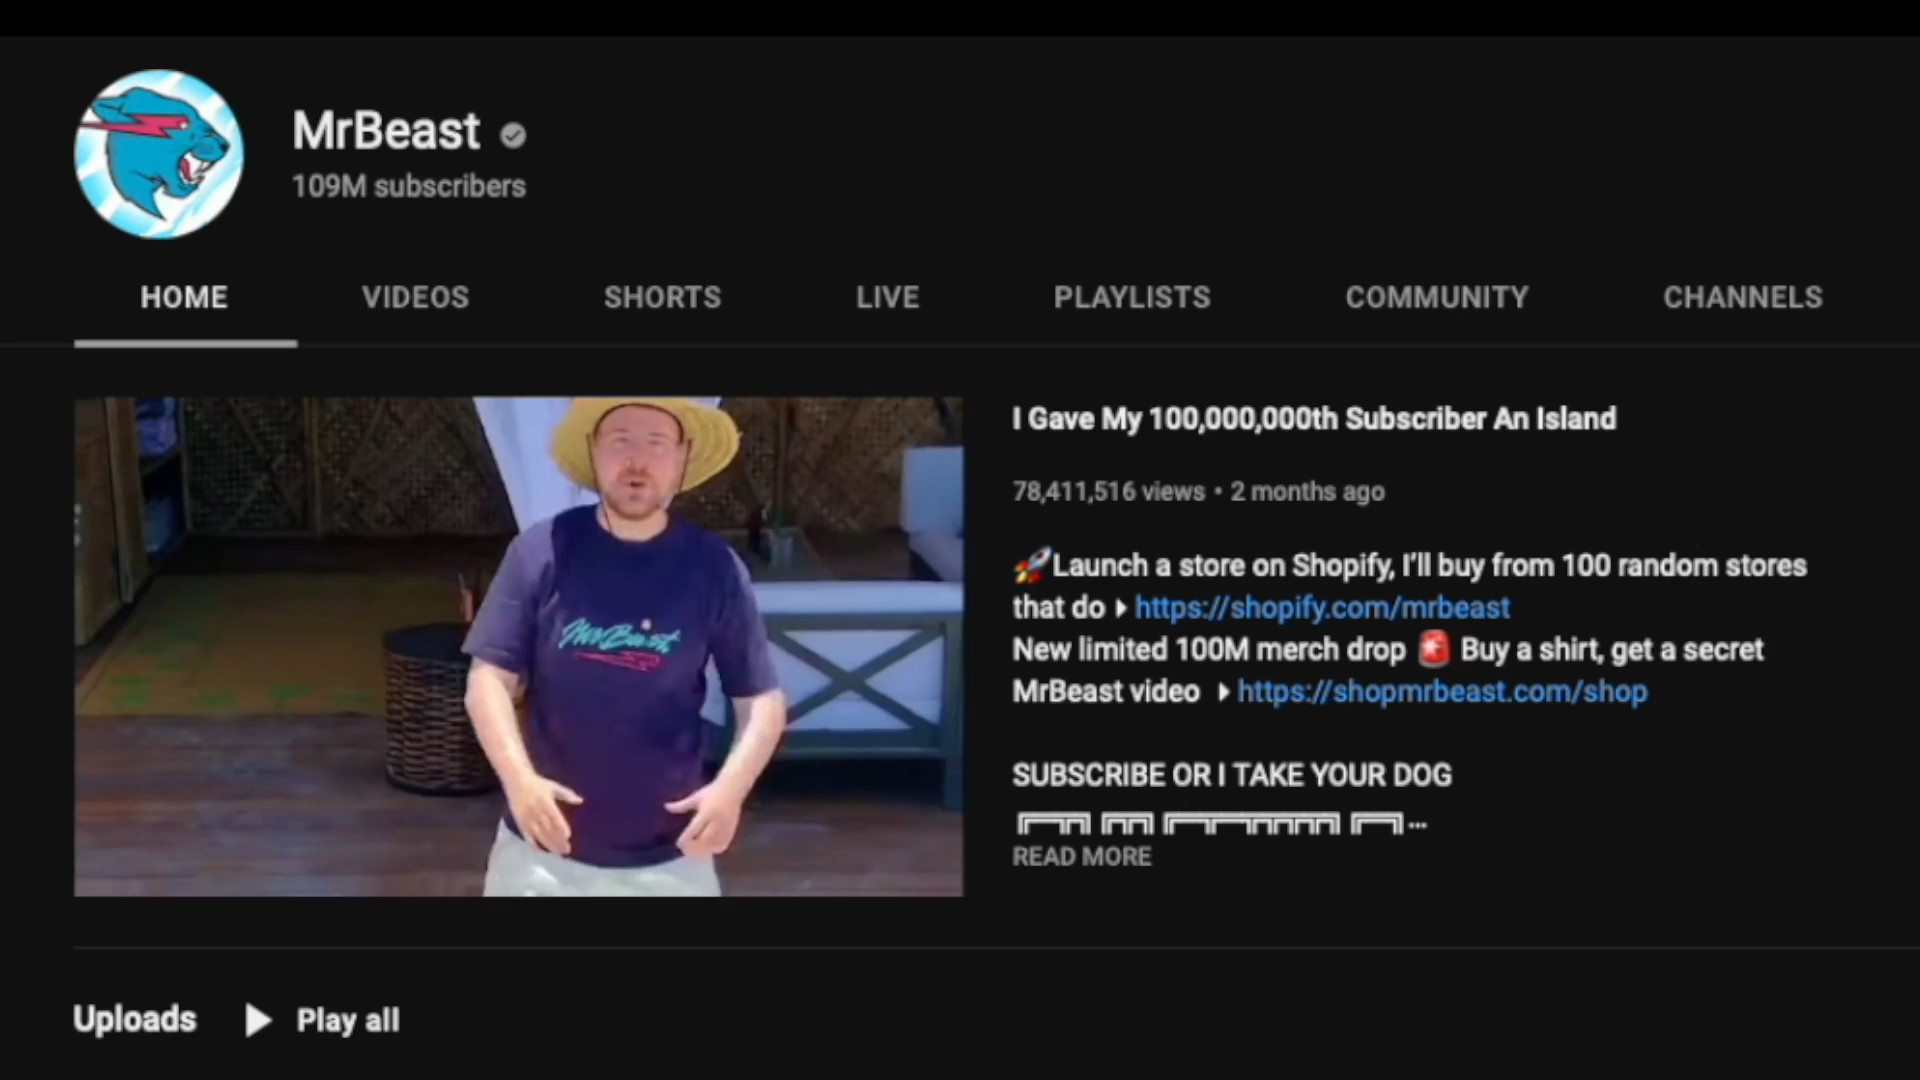 MrBeast
109M subscribers
HOME VIDEOS SHORTS LIVE PLAYLISTS COMMUNITY CHANNELS
I Gave My 100,000,000th Subscriber An Island
78,411,516 views • 2 months ago
🚀Launch a store on Shopify, I’ll buy from 100 random stores
that do ▸ https://shopify.com/mrbeast
New limited 100M merch drop 🚨 Buy a shirt, get a secret
MrBeast video ▸ https://shopmrbeast.com/shop
SUBSCRIBE OR I TAKE YOUR DOG
╔═╦╗╔╦╗╔═╦═╦╦╦╦╗╔═╗...
READ MORE
MrBeast
Uploads ▶ Play all